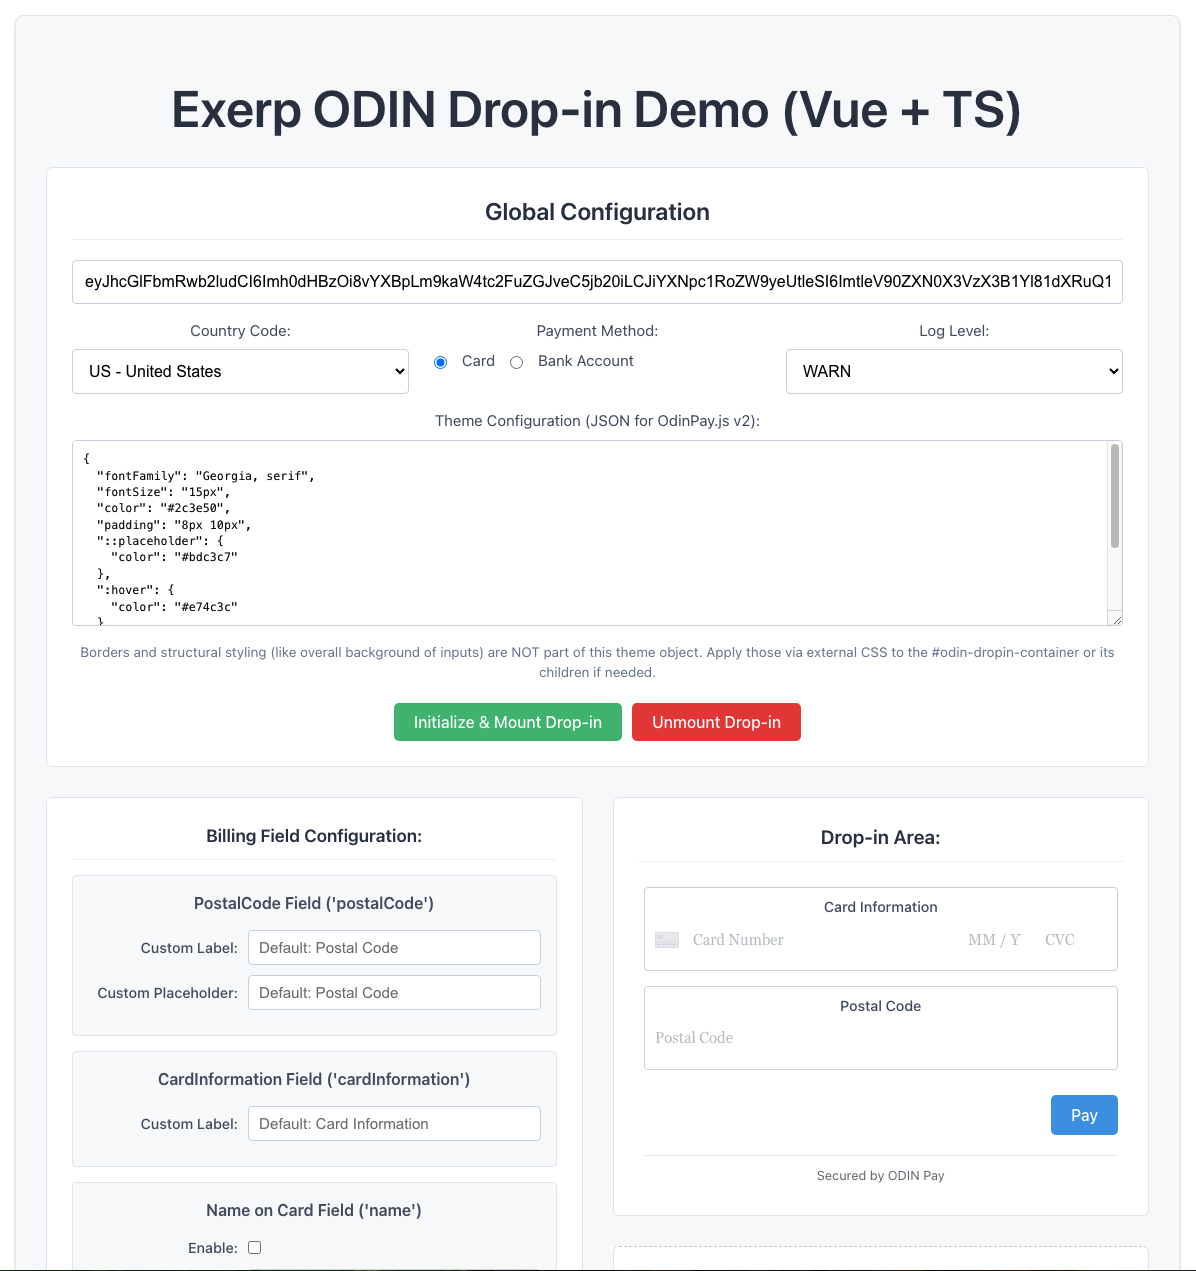 Exerp ODIN Drop-in Demo (Vue + TS)
Global Configuration
eyJhcGlFbmRwb2ludCI6Imh0dHBzOi8vYXBpLm9kaW4tc2FuZGJveC5jb20iLCJiYXNpc1RoZW9yeUtleSI6ImtleV90ZXN0X3VzX3B1Yl81dXRuQ1
Country Code:
Payment Method:
Log Level:
US - United States
Card
Bank Account
WARN
Theme Configuration (JSON for OdinPay.js v2):
{
  "fontFamily": "Georgia, serif",
  "fontSize": "15px",
  "color": "#2c3e50",
  "padding": "8px 10px",
  "::placeholder": {
    "color": "#bdc3c7"
  },
  ":hover": {
    "color": "#e74c3c"
  }
Borders and structural styling (like overall background of inputs) are NOT part of this theme object. Apply those via external CSS to the #odin-dropin-container or its
children if needed.
Initialize & Mount Drop-in
Unmount Drop-in
Billing Field Configuration:
PostalCode Field ('postalCode')
Custom Label:
Default: Postal Code
Custom Placeholder:
Default: Postal Code
CardInformation Field ('cardInformation')
Custom Label:
Default: Card Information
Name on Card Field ('name')
Enable:
Drop-in Area:
Card Information
Card Number
MM / Y
CVC
Postal Code
Postal Code
Pay
Secured by ODIN Pay